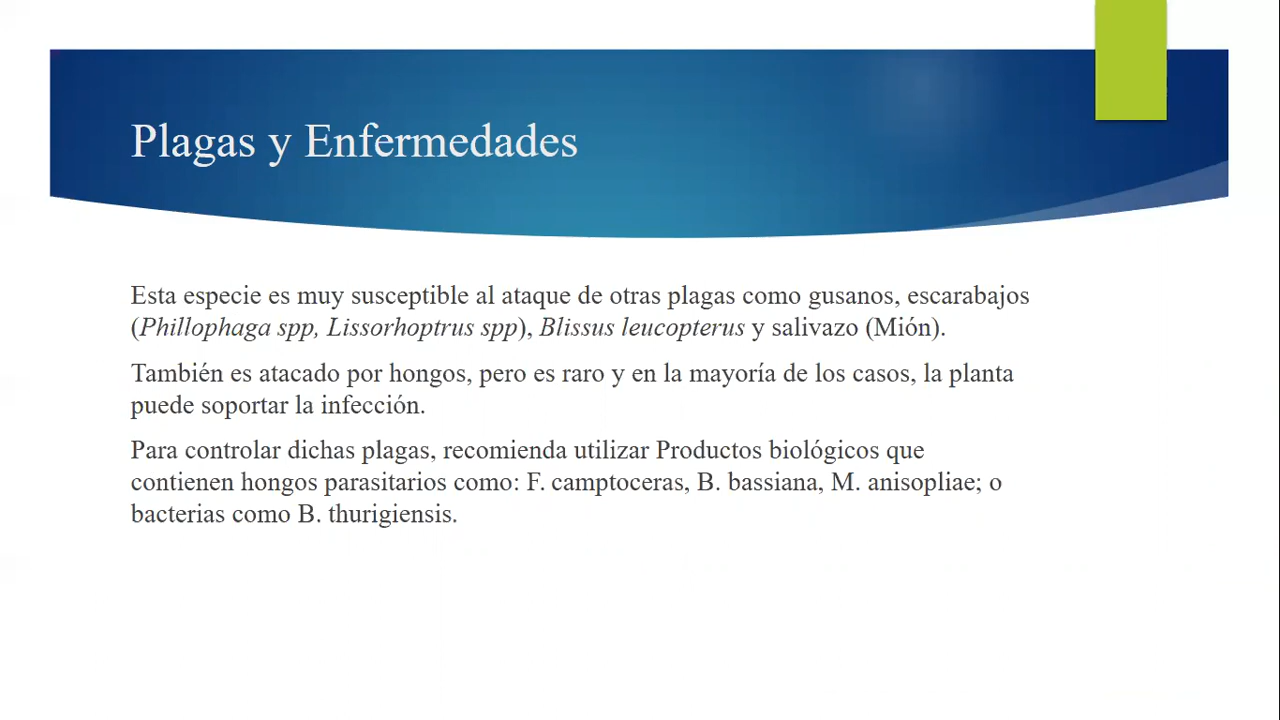 Plagas y Enfermedades
Esta especie es muy susceptible al ataque de otras plagas como gusanos, escarabajos
(Phillophaga spp, Lissorhoptrus spp), Blissus leucopterus y salivazo (Mión).
También es atacado por hongos, pero es raro y en la mayoría de los casos, la planta
puede soportar la infección.
Para controlar dichas plagas, recomienda utilizar Productos biológicos que
contienen hongos parasitarios como: F. camptoceras, B. bassiana, M. anisopliae; o
bacterias como B. thurigiensis.